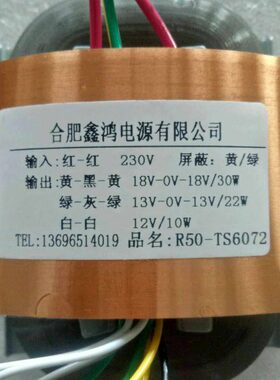 合肥鑫鸿电源有限公司
输入:红-红 230V 屏蔽:黄/绿
输出:黄-黑-黄 18V-0V-18V/30W
绿-灰-绿 13V-0V-13V/22W
白-白 12V/10W
TEL:13696514019 品名:R50-TS6072